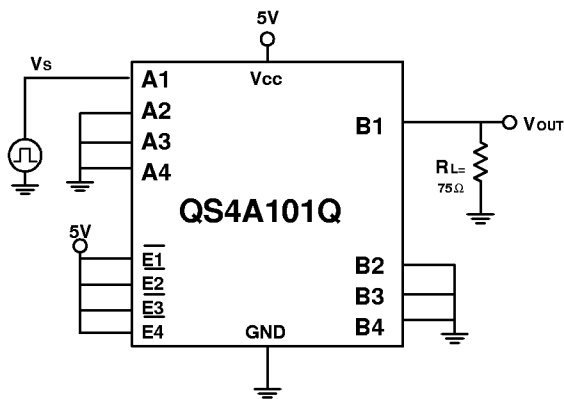 5V
VS
A1
Vcc
A2
A3
A4
B1
VOUT
RL=
75Ω
QS4A101Q
5V
E1
E2
E3
E4
B2
B3
B4
GND